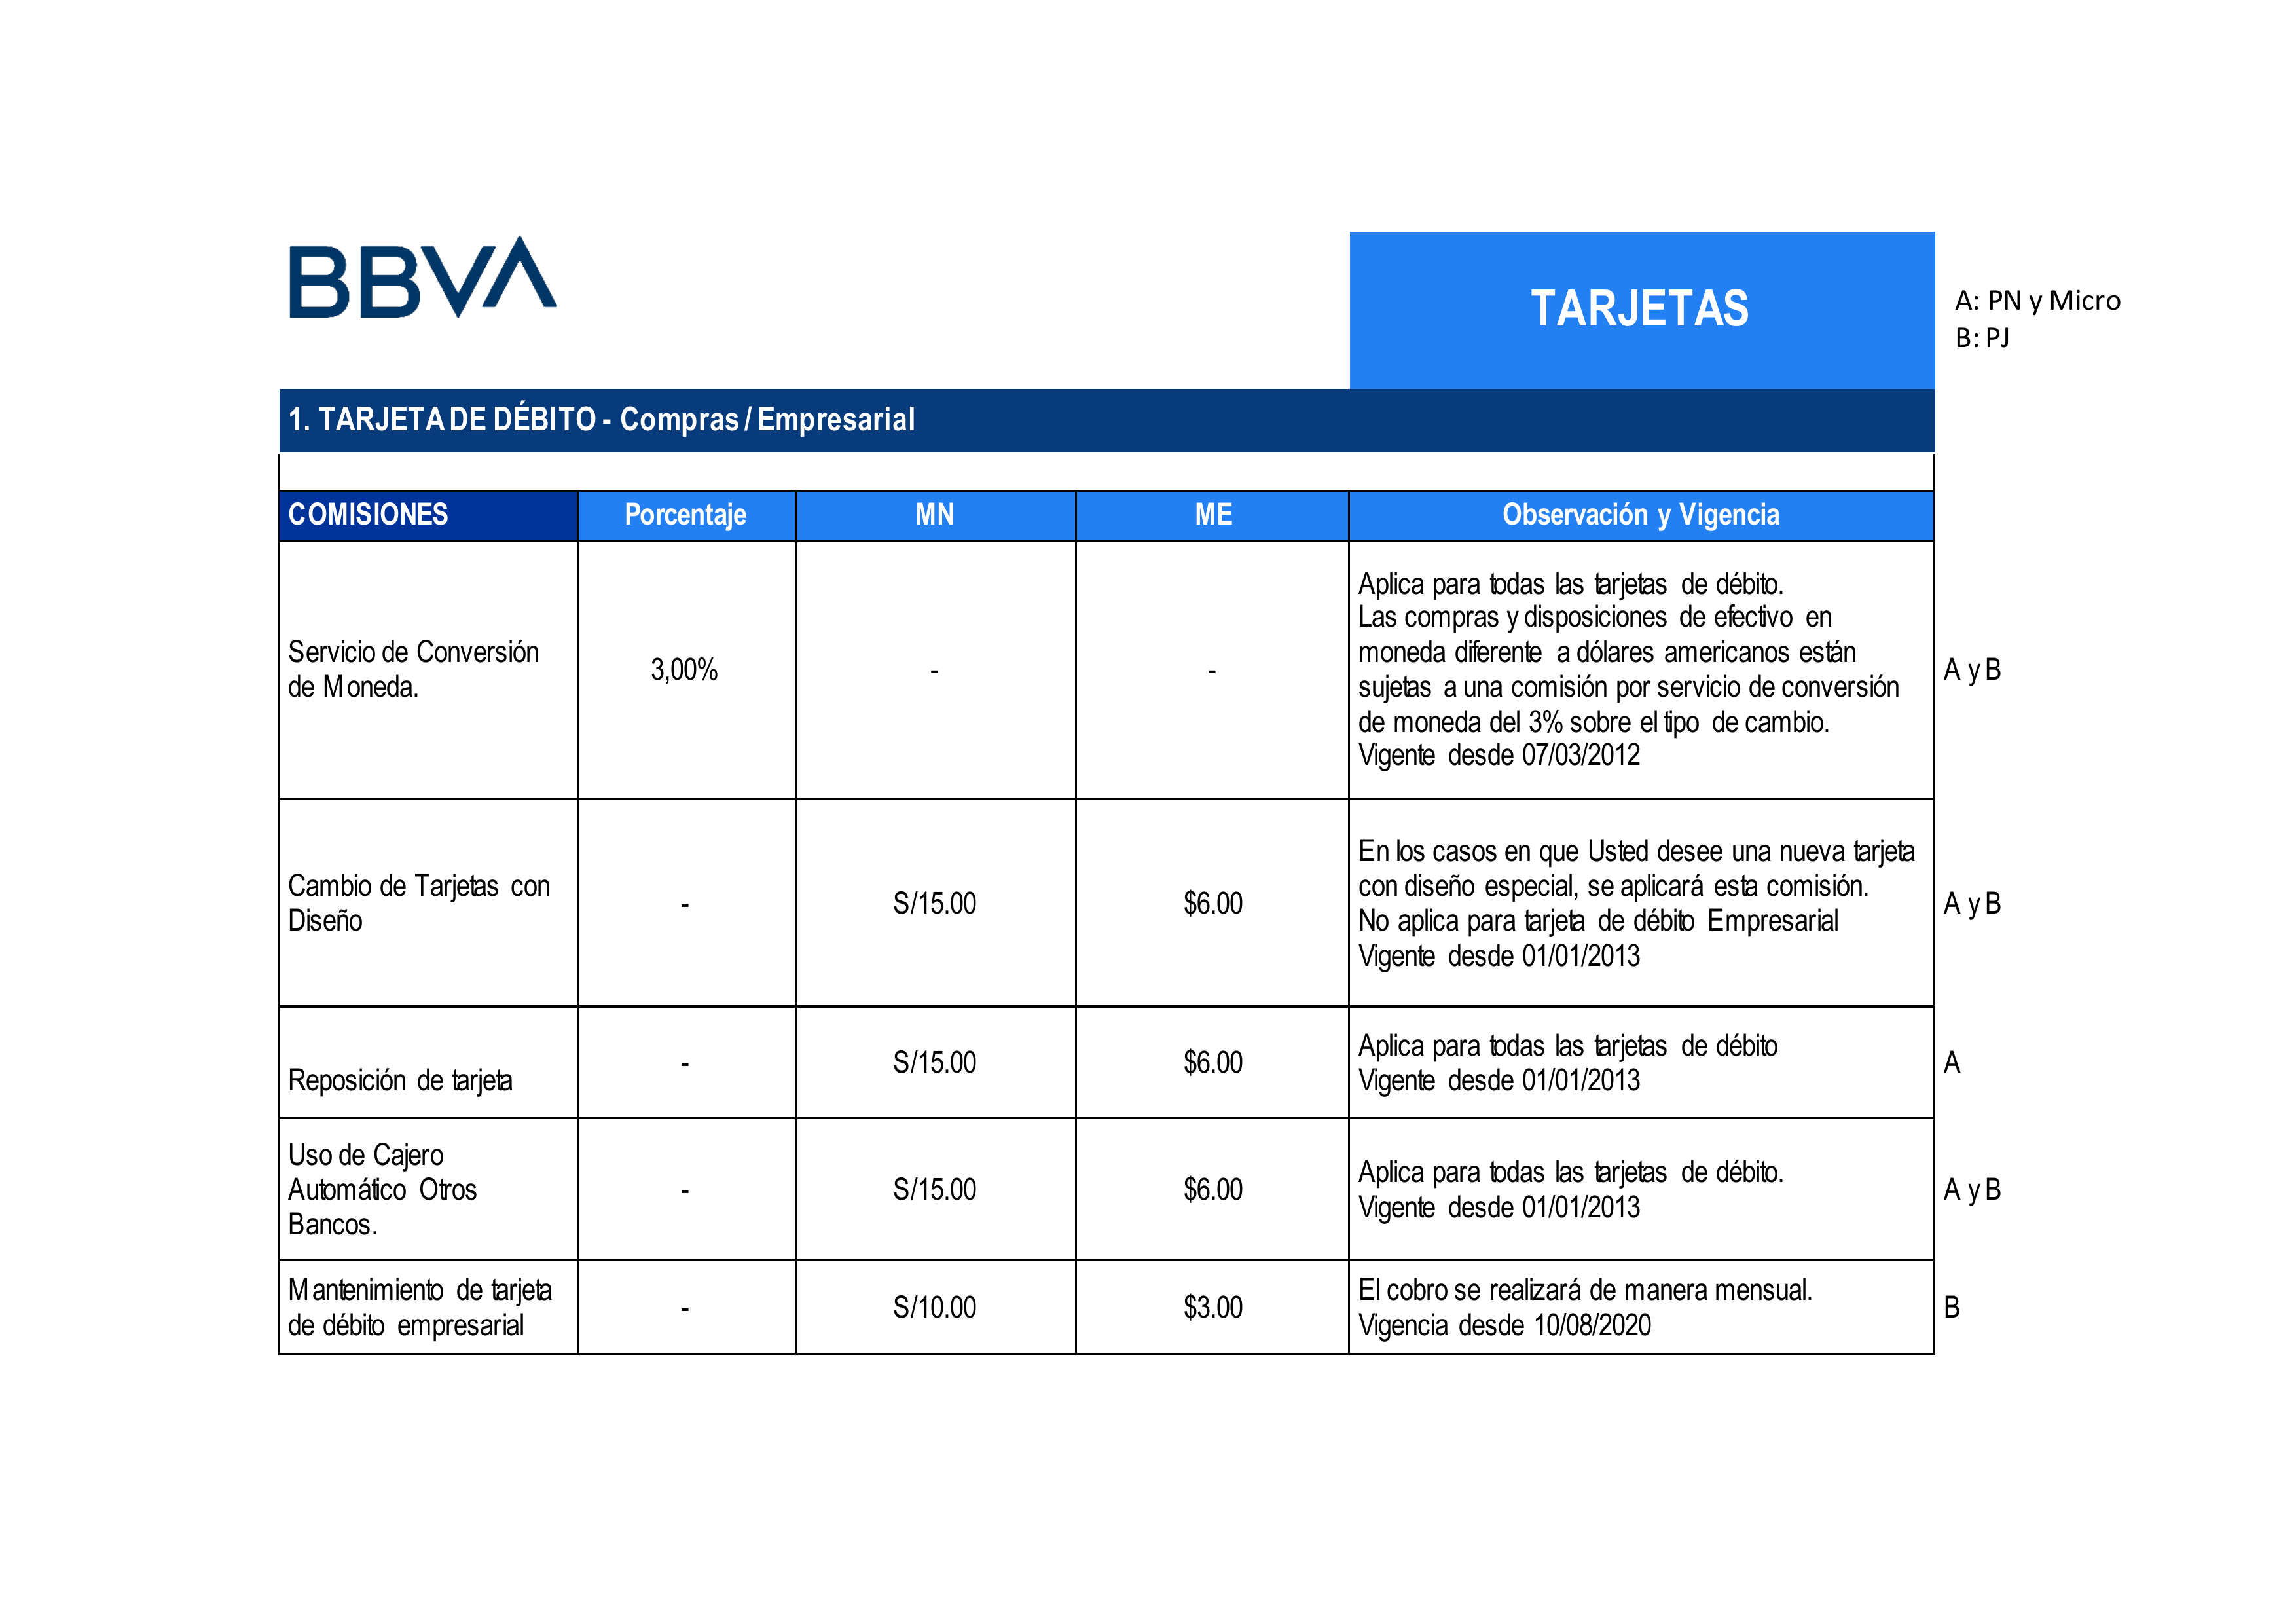 BBVA
TARJETAS
A: PN y Micro
B: PJ
1. TARJETA DE DÉBITO - Compras / Empresarial
COMISIONES Porcentaje MN ME Observación y Vigencia
Servicio de Conversión
de Moneda.
3,00% - -
Aplica para todas las tarjetas de débito.
Las compras y disposiciones de efectivo en
moneda diferente a dólares americanos están
sujetas a una comisión por servicio de conversión
de moneda del 3% sobre el tipo de cambio.
Vigente desde 07/03/2012
A y B
Cambio de Tarjetas con
Diseño
- S/15.00 $6.00
En los casos en que Usted desee una nueva tarjeta
con diseño especial, se aplicará esta comisión.
No aplica para tarjeta de débito Empresarial
Vigente desde 01/01/2013
A y B
Reposición de tarjeta
- S/15.00 $6.00
Aplica para todas las tarjetas de débito
Vigente desde 01/01/2013
A
Uso de Cajero
Automático Otros
Bancos.
- S/15.00 $6.00
Aplica para todas las tarjetas de débito.
Vigente desde 01/01/2013
A y B
Mantenimiento de tarjeta
de débito empresarial
- S/10.00 $3.00
El cobro se realizará de manera mensual.
Vigencia desde 10/08/2020
B